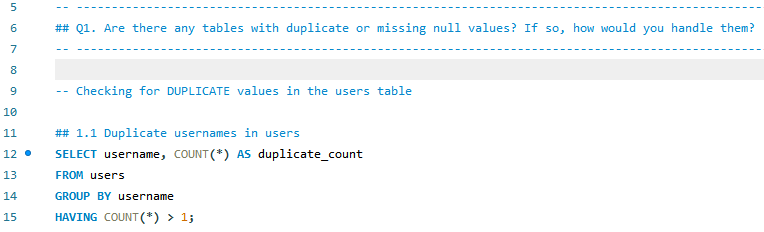 5 -- --------------------------------------------------------------------------------------------------
6 ## Q1. Are there any tables with duplicate or missing null values? If so, how would you handle them?
7 -- --------------------------------------------------------------------------------------------------
8
9 -- Checking for DUPLICATE values in the users table
10
11 ## 1.1 Duplicate usernames in users
12 SELECT username, COUNT(*) AS duplicate_count
13 FROM users
14 GROUP BY username
15 HAVING COUNT(*) > 1;